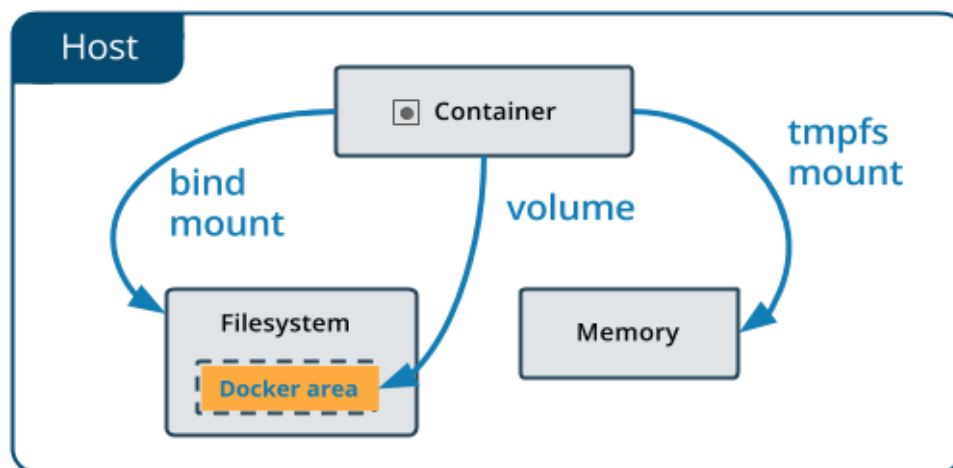 Host
Container
bind
mount
volume
tmpfs
mount
Filesystem
Docker area
Memory